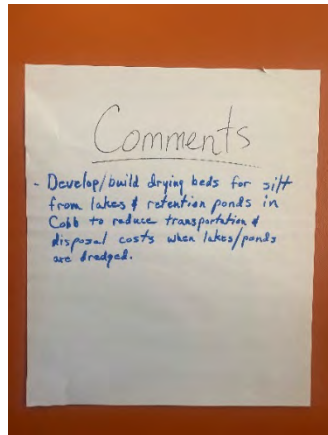 Comments
- Develop/build drying beds for silt
from lakes & retention ponds in
Cobb to reduce transportation &
disposal costs when lakes/ponds
are dredged.